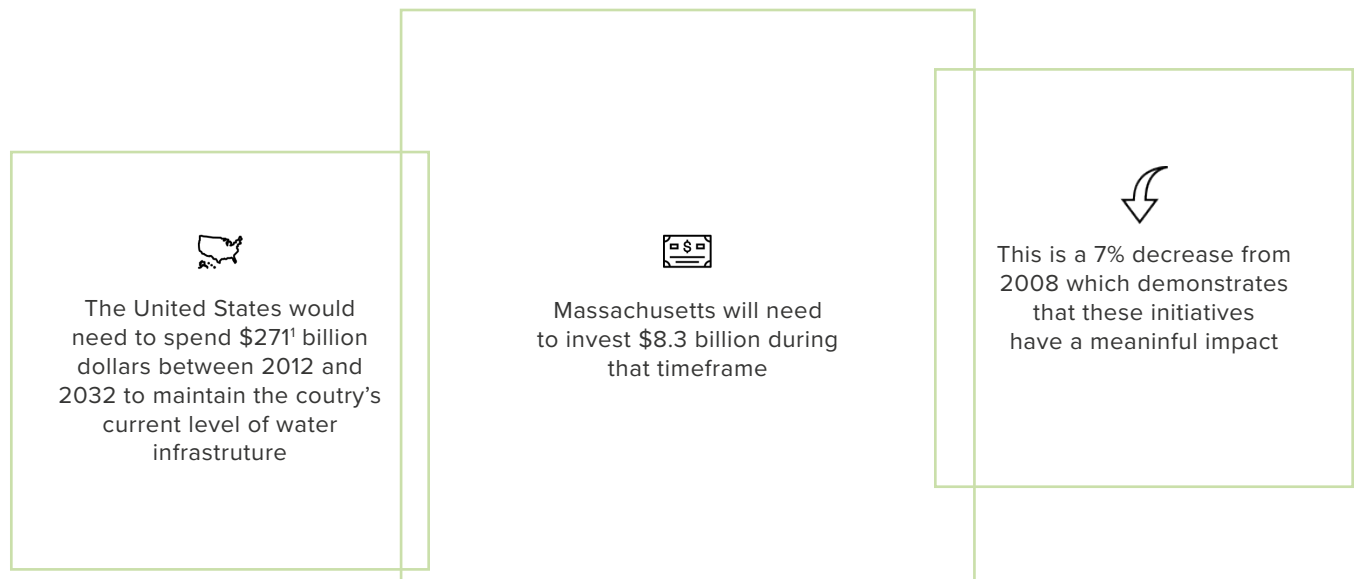 The United States would
need to spend $271¹ billion
dollars between 2012 and
2032 to maintain the coutry’s
current level of water
infrastruture
$
Massachusetts will need
to invest $8.3 billion during
that timeframe
This is a 7% decrease from
2008 which demonstrates
that these initiatives
have a meaninful impact